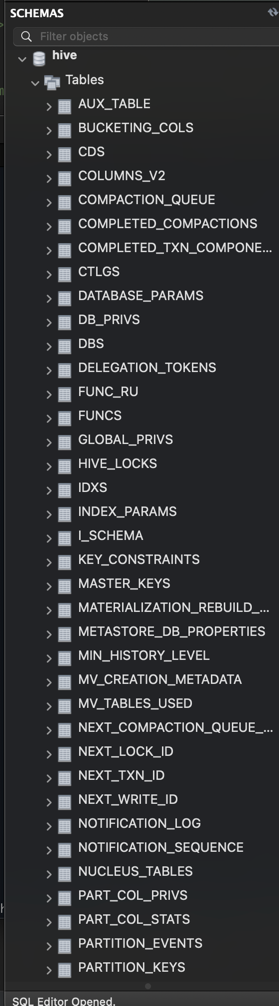 SCHEMAS
Filter objects
hive
Tables
AUX_TABLE
BUCKETING_COLS
CDS
COLUMNS_V2
COMPACTION_QUEUE
COMPLETED_COMPACTIONS
COMPLETED_TXN_COMPONE...
CTLGS
DATABASE_PARAMS
DB_PRIVS
DBS
DELEGATION_TOKENS
FUNC_RU
FUNCS
GLOBAL_PRIVS
HIVE_LOCKS
IDXS
INDEX_PARAMS
I_SCHEMA
KEY_CONSTRAINTS
MASTER_KEYS
MATERIALIZATION_REBUILD_...
METASTORE_DB_PROPERTIES
MIN_HISTORY_LEVEL
MV_CREATION_METADATA
MV_TABLES_USED
NEXT_COMPACTION_QUEUE_...
NEXT_LOCK_ID
NEXT_TXN_ID
NEXT_WRITE_ID
NOTIFICATION_LOG
NOTIFICATION_SEQUENCE
NUCLEUS_TABLES
PART_COL_PRIVS
PART_COL_STATS
PARTITION_EVENTS
PARTITION_KEYS
SQL Editor Opened.